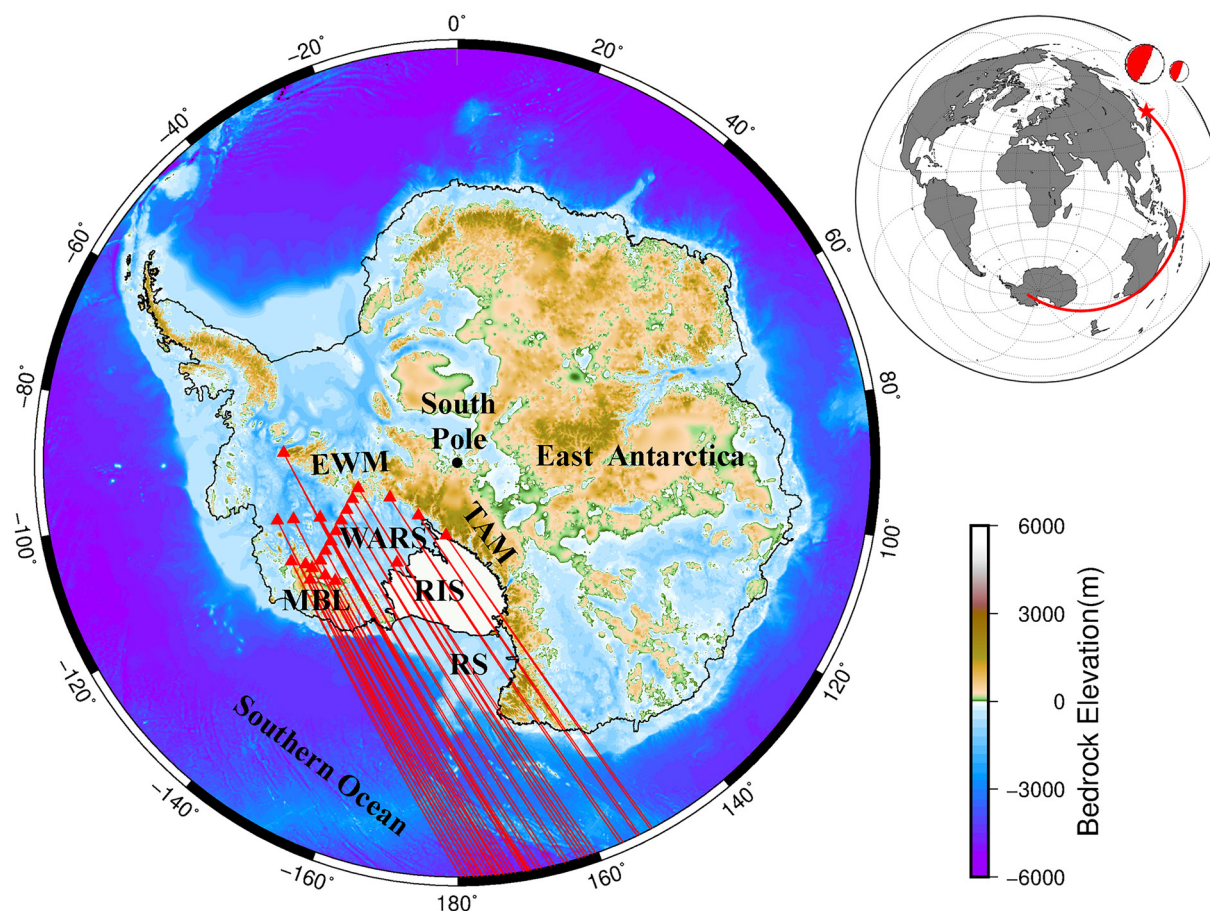 0°
20°
40°
60°
80°
100°
120°
140°
160°
180°
−160°
−140°
−120°
−100°
−80°
−60°
−40°
−20°
South
Pole
East Antarctica
EWM
TAM
WARS
RIS
MBL
RS
Southern Ocean
6000
3000
0
−3000
−6000
Bedrock Elevation(m)